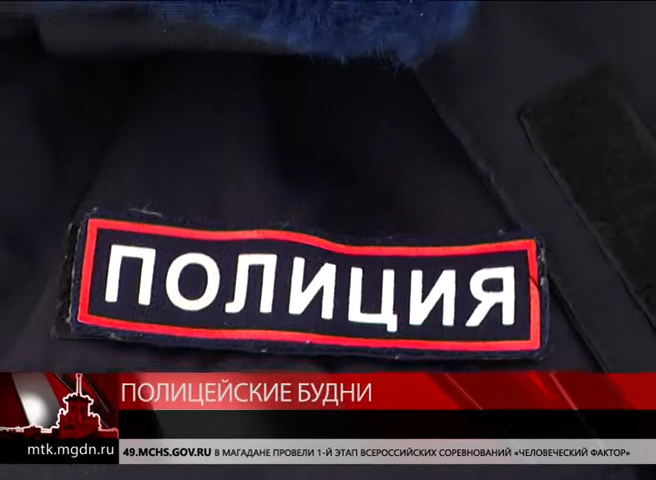 ПОЛИЦИЯ
ПОЛИЦЕЙСКИЕ БУДНИ
mtk.mgdn.ru
49.MCHS.GOV.RU В МАГАДАНЕ ПРОВЕЛИ 1-Й ЭТАП ВСЕРОССИЙСКИХ СОРЕВНОВАНИЙ «ЧЕЛОВЕЧЕСКИЙ ФАКТОР»